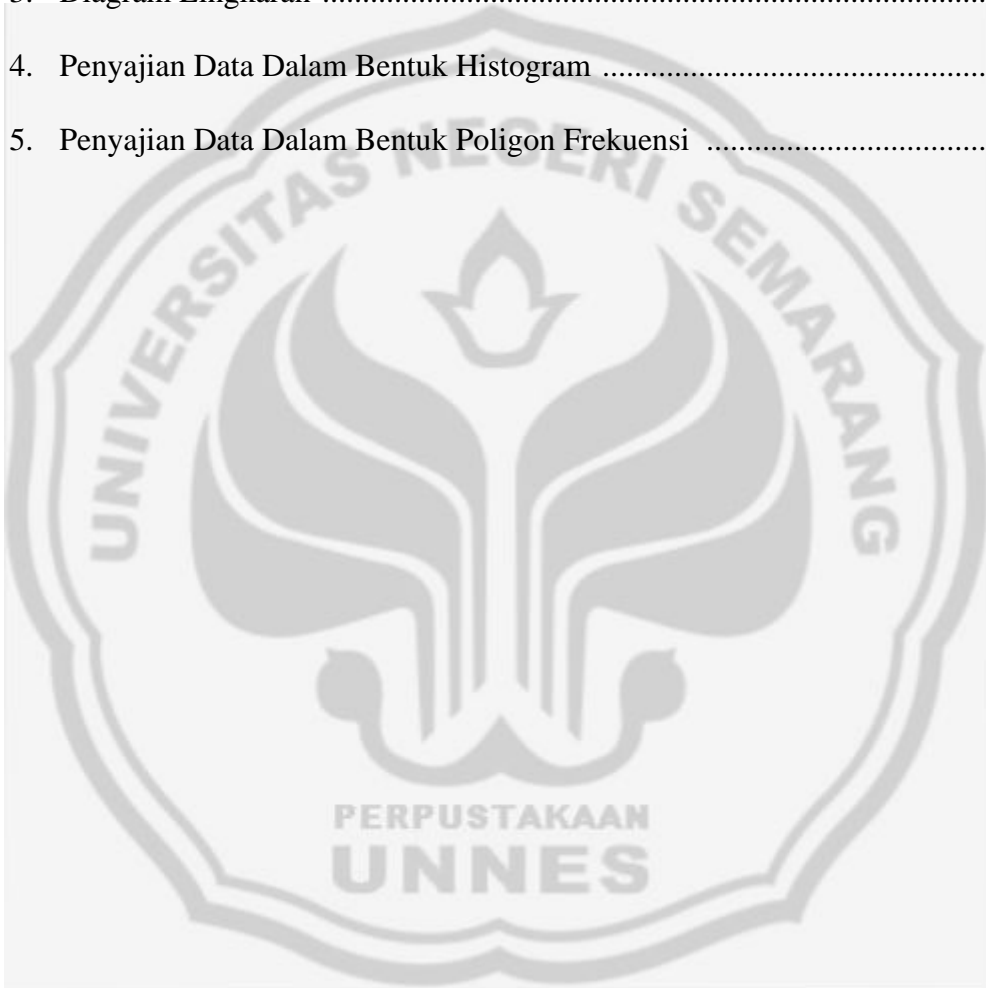 4. Penyajian Data Dalam Bentuk Histogram ................................................
5. Penyajian Data Dalam Bentuk Poligon Frekuensi ...................................
UNIVERSITAS NEGERI SEMARANG
PERPUSTAKAAN
UNNES